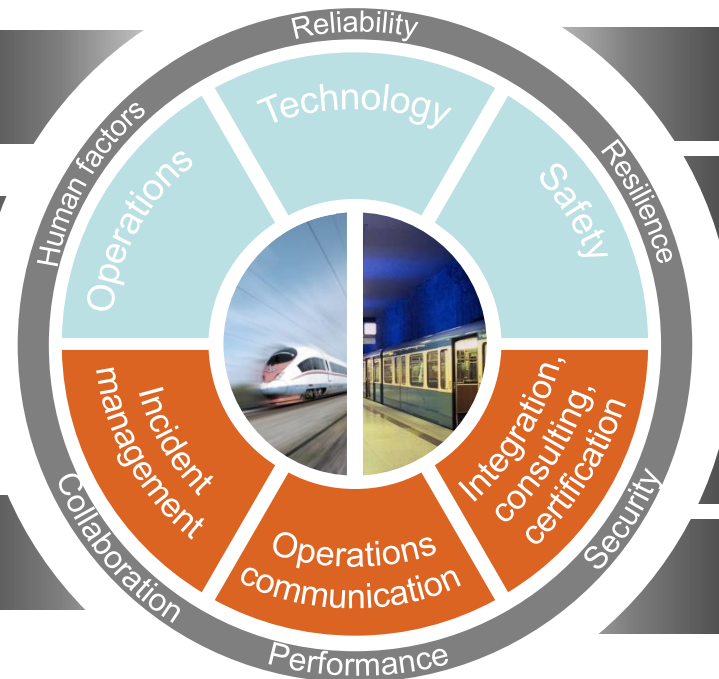 Reliability
Human factors
Resilience
Technology
Operations
Safety
Incident
management
Operations
communication
Integration,
consulting,
certification
Collaboration
Security
Performance